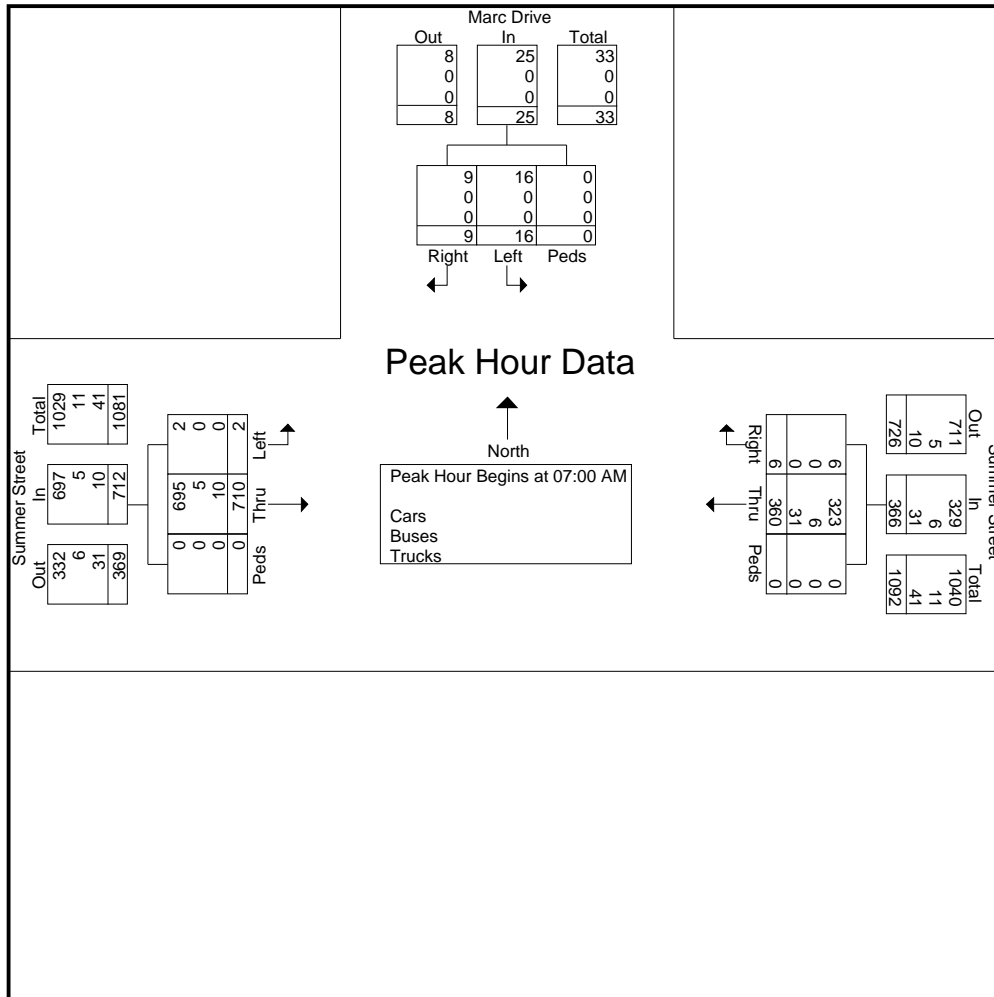 Marc Drive
Out In Total
8 25 33
0 0 0
0 0 0
8 25 33
9 16 0
0 0 0
0 0 0
9 16 0
Right Left Peds
Peak Hour Data
North
Peak Hour Begins at 07:00 AM
Cars
Buses
Trucks
Summer Street
Out In Total
332 697 1029
6 5 11
31 10 41
369 712 1081
Left Thru Peds
2 695 0
0 5 0
0 10 0
2 710 0
Summer Street
Out In Total
711 329 1040
5 6 11
10 31 41
726 366 1092
Right Thru Peds
6 323 0
0 6 0
0 31 0
6 360 0